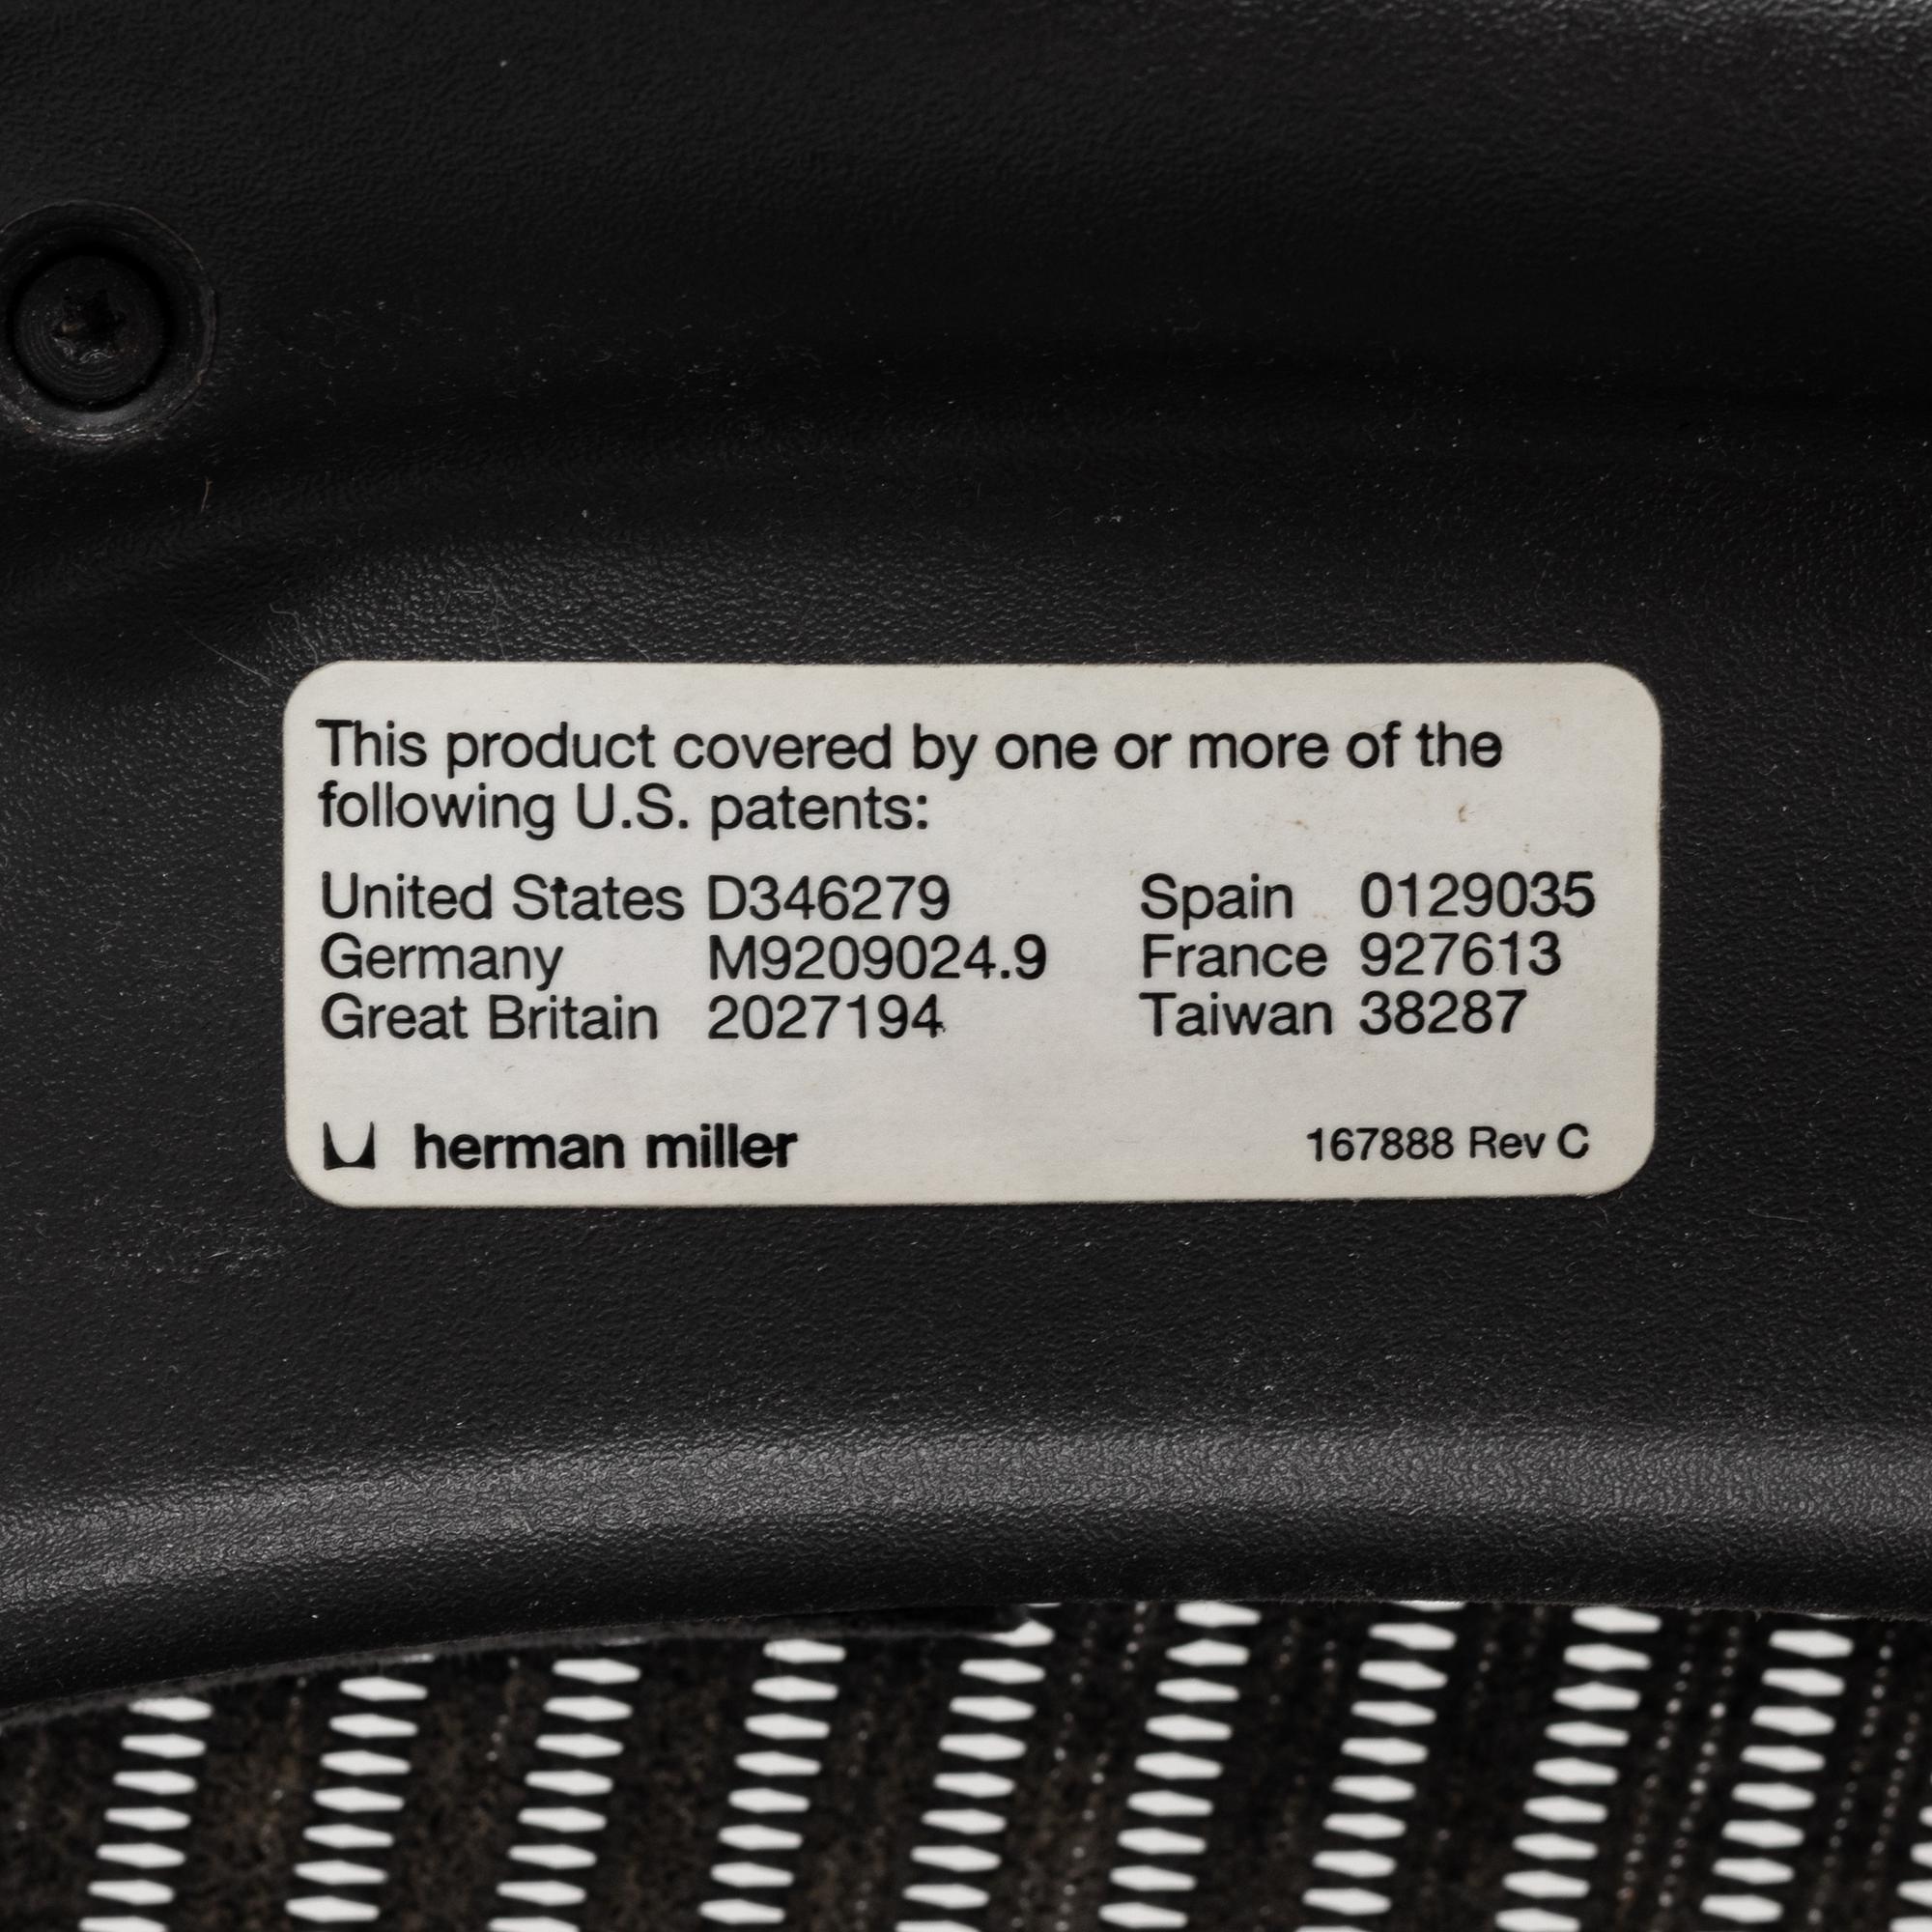 This product covered by one or more of the
following U.S. patents:
United States D346279 Spain 0129035
Germany M9209024.9 France 927613
Great Britain 2027194 Taiwan 38287
herman miller 167888 Rev C